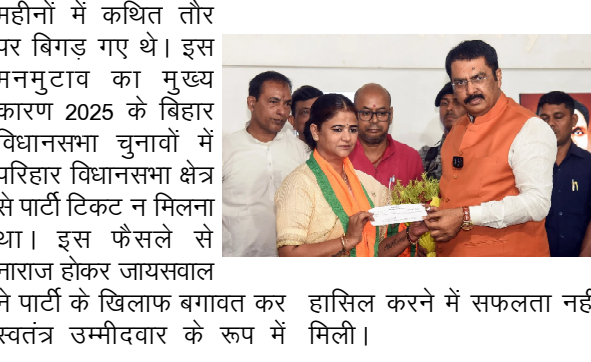 महीनों में कथित तौर
पर बिगड़ गए थे। इस
मनमुटाव का मुख्य
कारण 2025 के बिहार
विधानसभा चुनावों में
परिहार विधानसभा क्षेत्र
से पार्टी टिकट न मिलना
था। इस फैसले से
नाराज होकर जायसवाल
ने पार्टी के खिलाफ बगावत कर
स्वतंत्र उम्मीदवार के रूप में
हासिल करने में सफलता नहीं
मिली।